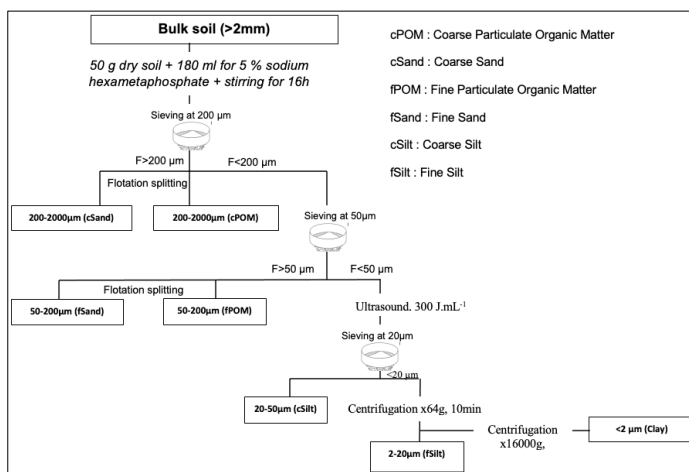 Bulk soil (>2mm)
50 g dry soil + 180 ml for 5 % sodium
hexametaphosphate + stirring for 16h
cPOM : Coarse Particulate Organic Matter
cSand : Coarse Sand
fPOM : Fine Particulate Organic Matter
fSand : Fine Sand
cSilt : Coarse Silt
fSilt : Fine Silt
Sieving at 200 µm
F>200 µm
F<200 µm
Flotation splitting
200-2000µm (cSand)
200-2000µm (cPOM)
Sieving at 50µm
F>50 µm
F<50 µm
Flotation splitting
50-200µm (fSand)
50-200µm (fPOM)
Ultrasound. 300 J.mL⁻¹
Sieving at 20µm
<20 µm
20-50µm (cSilt)
Centrifugation x64g, 10min
2-20µm (fSilt)
Centrifugation
x16000g,
<2 µm (Clay)